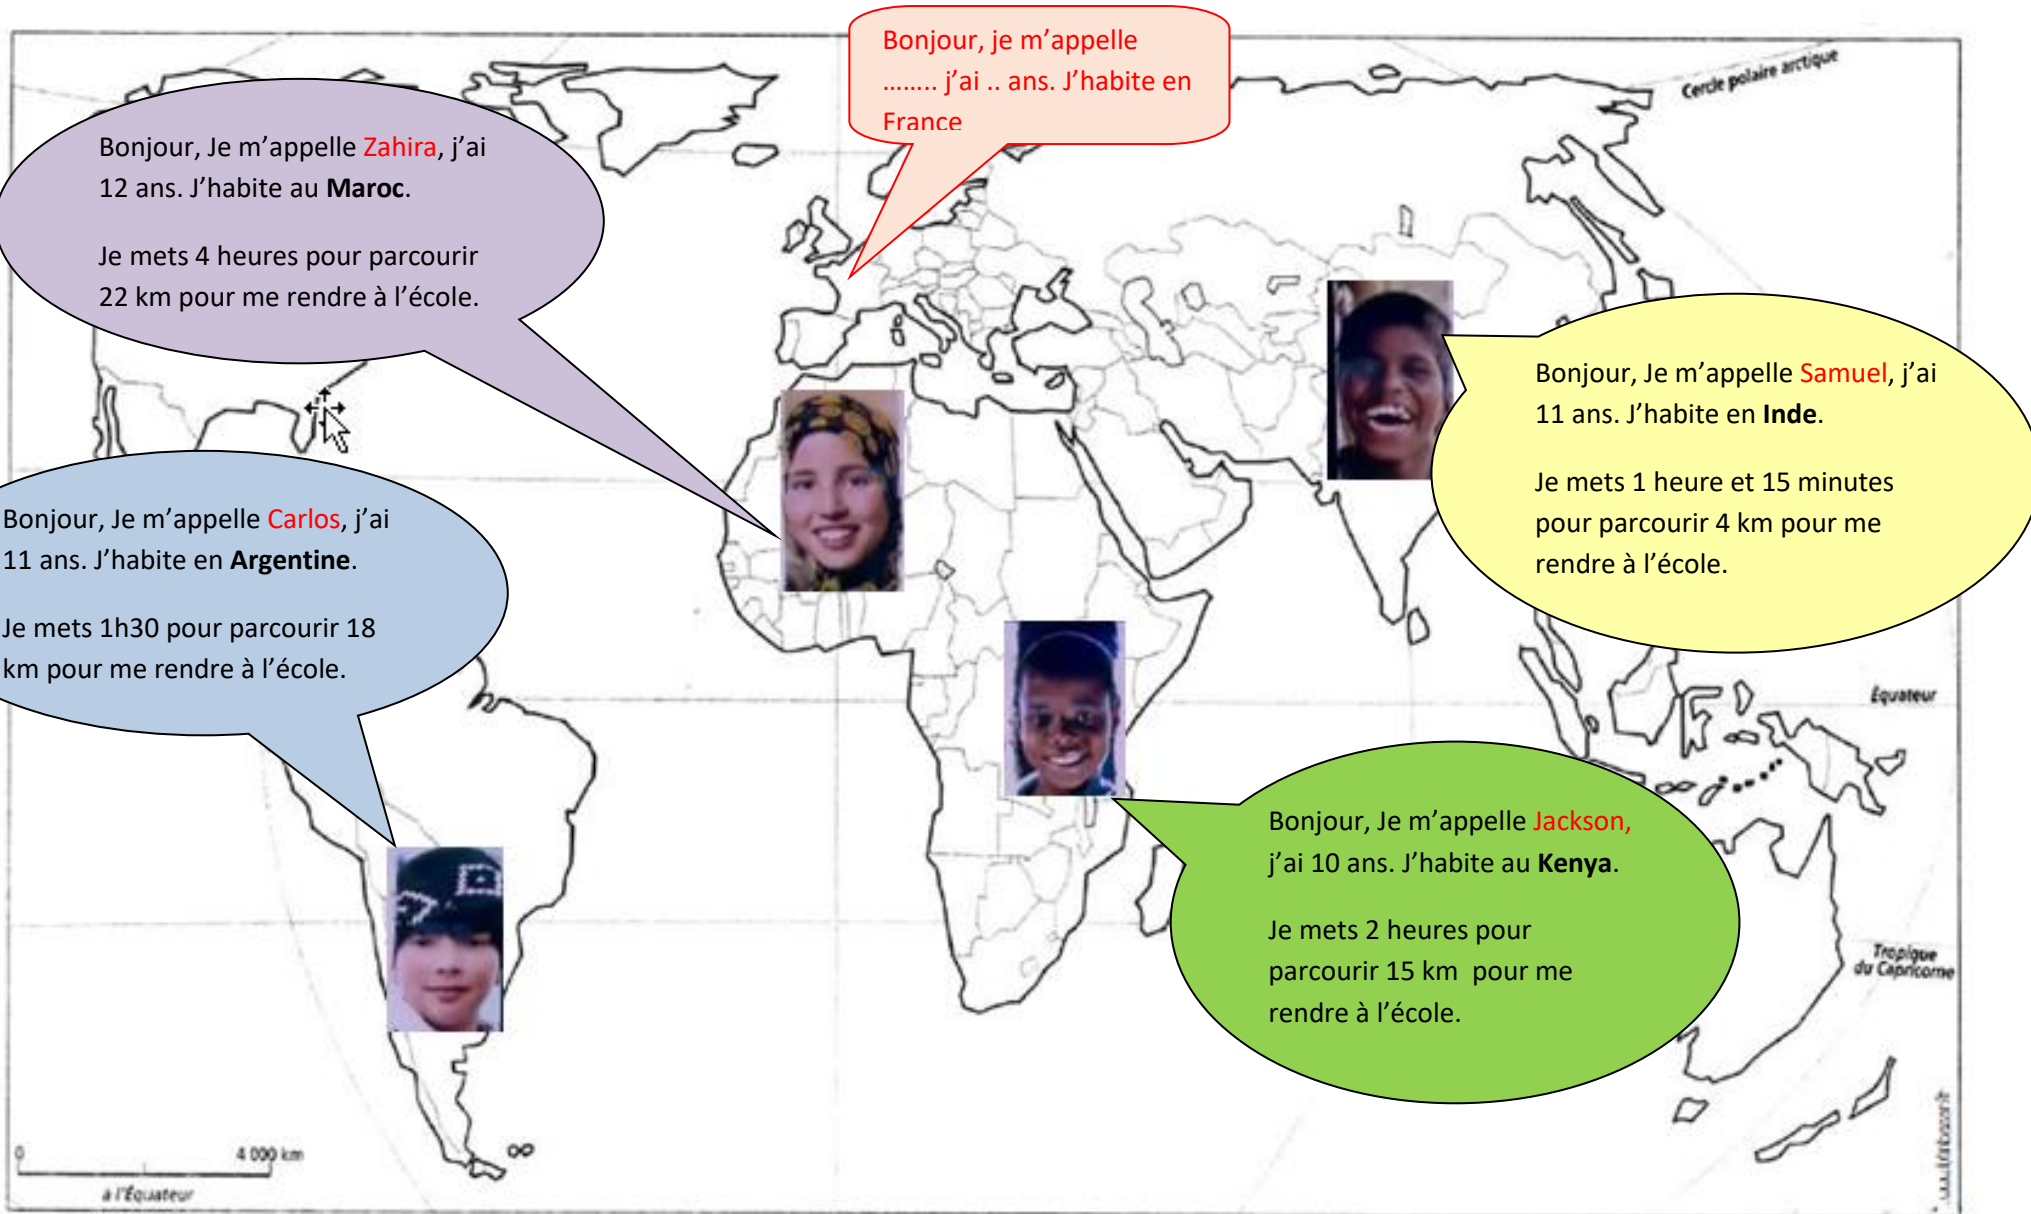 Bonjour, je m’appelle
…….. j’ai .. ans. J’habite en
France
Cercle polaire arctique
Bonjour, Je m’appelle Zahira, j’ai
12 ans. J’habite au Maroc.
Je mets 4 heures pour parcourir
22 km pour me rendre à l’école.
Bonjour, Je m’appelle Samuel, j’ai
11 ans. J’habite en Inde.
Je mets 1 heure et 15 minutes
pour parcourir 4 km pour me
rendre à l’école.
Bonjour, Je m’appelle Carlos, j’ai
11 ans. J’habite en Argentine.
Je mets 1h30 pour parcourir 18
km pour me rendre à l’école.
Équateur
Bonjour, Je m’appelle Jackson,
j’ai 10 ans. J’habite au Kenya.
Je mets 2 heures pour
parcourir 15 km  pour me
rendre à l’école.
Tropique
du Capricorne
0 4 000 km
à l'Équateur